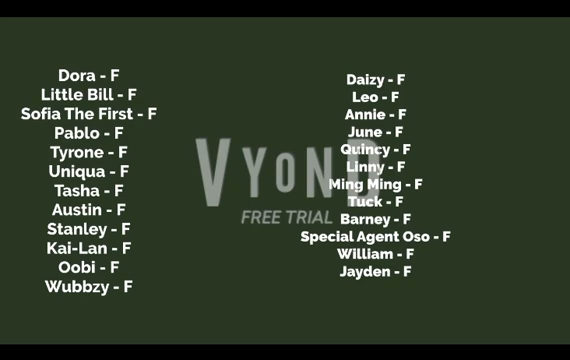 Dora - F
Little Bill - F
Sofia The First - F
Pablo - F
Tyrone - F
Uniqua - F
Tasha - F
Austin - F
Stanley - F
Kai-Lan - F
Oobi - F
Wubbzy - F
Daizy - F
Leo - F
Annie - F
June - F
Quincy - F
Linny - F
Ming Ming - F
Tuck - F
Barney - F
Special Agent Oso - F
William - F
Jayden - F
VYOND
FREE TRIAL